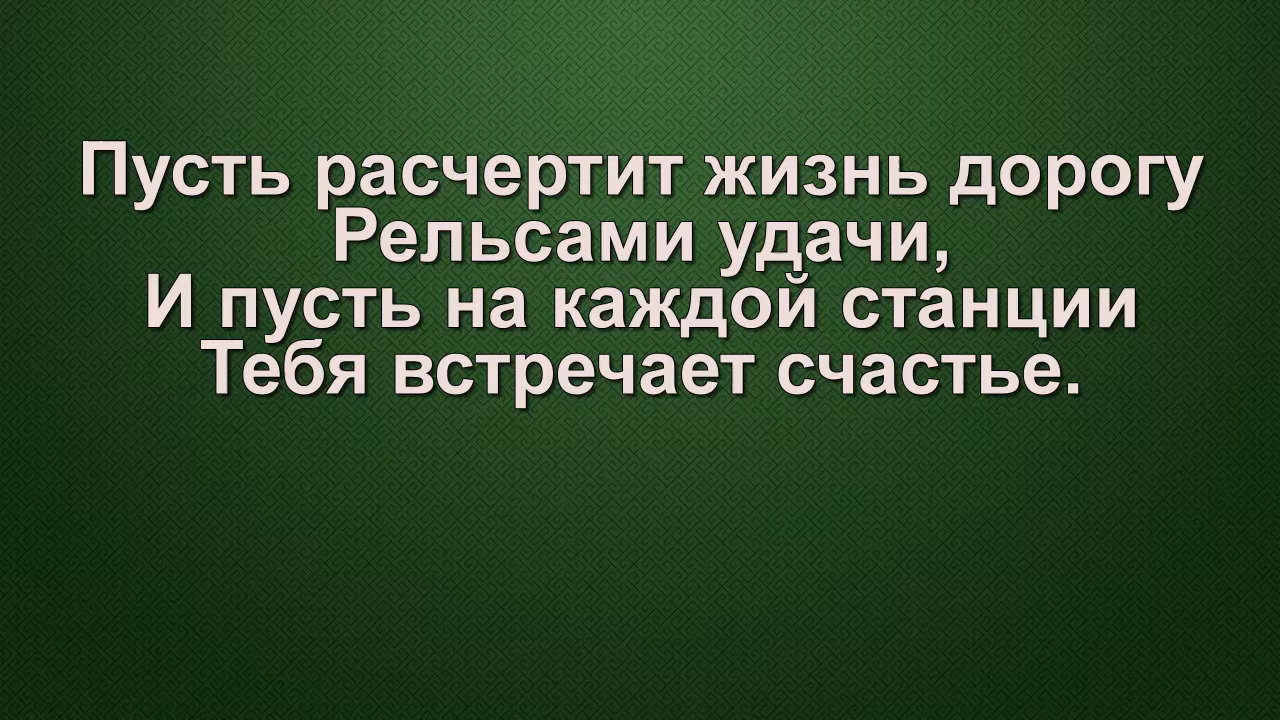 Пусть расчертит жизнь дорогу
Рельсами удачи,
И пусть на каждой станции
Тебя встречает счастье.